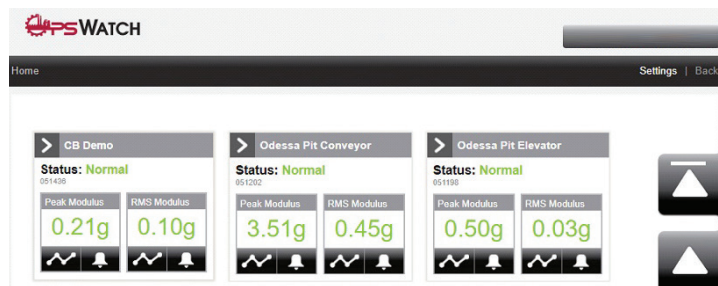 OPSWATCH
Home
Settings | Back
CB Demo
Status: Normal
051436
Peak Modulus
RMS Modulus
0.21g
0.10g
Odessa Pit Conveyor
Status: Normal
051202
Peak Modulus
RMS Modulus
3.51g
0.45g
Odessa Pit Elevator
Status: Normal
051198
Peak Modulus
RMS Modulus
0.50g
0.03g